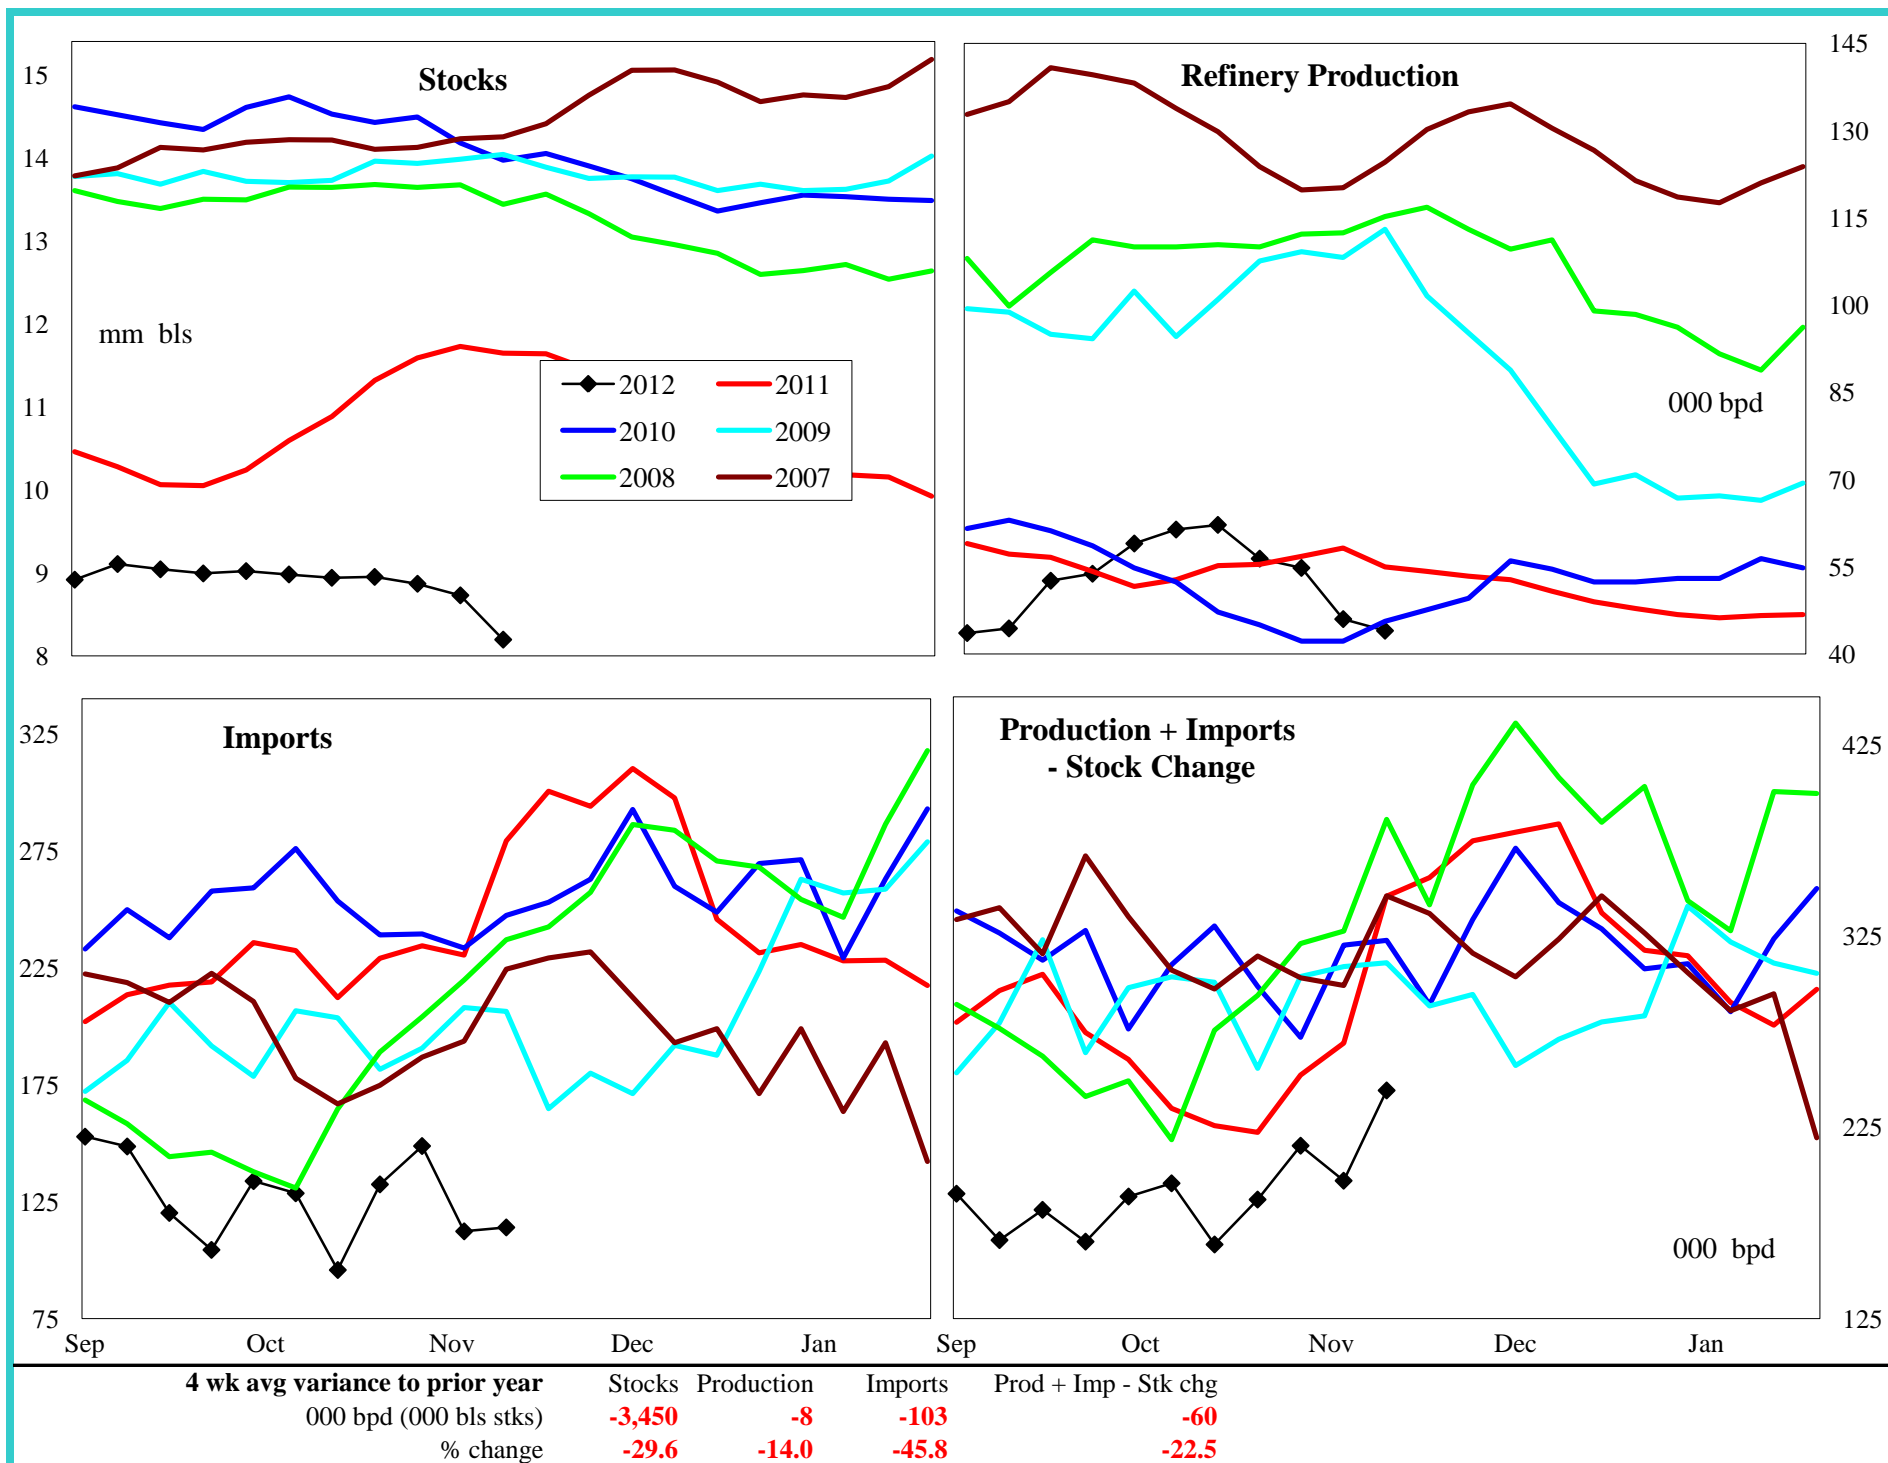 Stocks
15
14
13
12
11
10
9
8
mm bls
2012 2011
2010 2009
2008 2007
Refinery Production
145
130
115
100
85
70
55
40
000 bpd
Imports
325
275
225
175
125
75
Sep Oct Nov Dec Jan
Production + Imports
- Stock Change
425
325
225
125
000 bpd
Sep Oct Nov Dec Jan
4 wk avg variance to prior year Stocks Production Imports Prod + Imp - Stk chg
000 bpd (000 bls stks) -3,450 -8 -103 -60
% change -29.6 -14.0 -45.8 -22.5